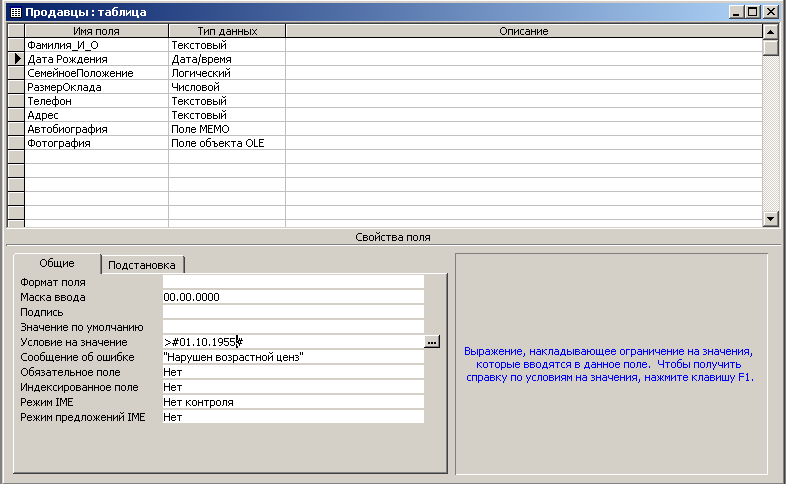 Продавцы : таблица
Имя поля Тип данных Описание
Фамилия_И_О Текстовый
Дата Рождения Дата/время
СемейноеПоложение Логический
РазмерОклада Числовой
Телефон Текстовый
Адрес Текстовый
Автобиография Поле МЕМО
Фотография Поле объекта OLE
Свойства поля
Общие Подстановка
Формат поля
Маска ввода 00.00.0000
Подпись
Значение по умолчанию
Условие на значение >#01.10.1955#
Сообщение об ошибке "Нарушен возрастной ценз"
Обязательное поле Нет
Индексированное поле Нет
Режим IME Нет контроля
Режим предложений IME Нет
Выражение, накладывающее ограничение на значения,
которые вводятся в данное поле. Чтобы получить
справку по условиям на значения, нажмите клавишу F1.